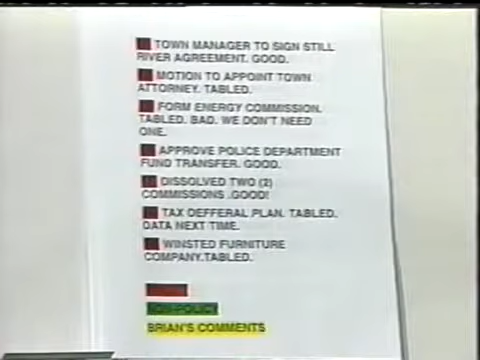 TOWN MANAGER TO SIGN STILL
RIVER AGREEMENT. GOOD.
MOTION TO APPOINT TOWN
ATTORNEY. TABLED.
FORM ENERGY COMMISSION.
TABLED. BAD. WE DON'T NEED
ONE.
APPROVE POLICE DEPARTMENT
FUND TRANSFER. GOOD.
DISSOLVED TWO (2)
COMMISSIONS .GOOD!
TAX DEFFERAL PLAN. TABLED.
DATA NEXT TIME.
WINSTED FURNITURE
COMPANY.TABLED.
NON-POLICY
BRIAN'S COMMENTS